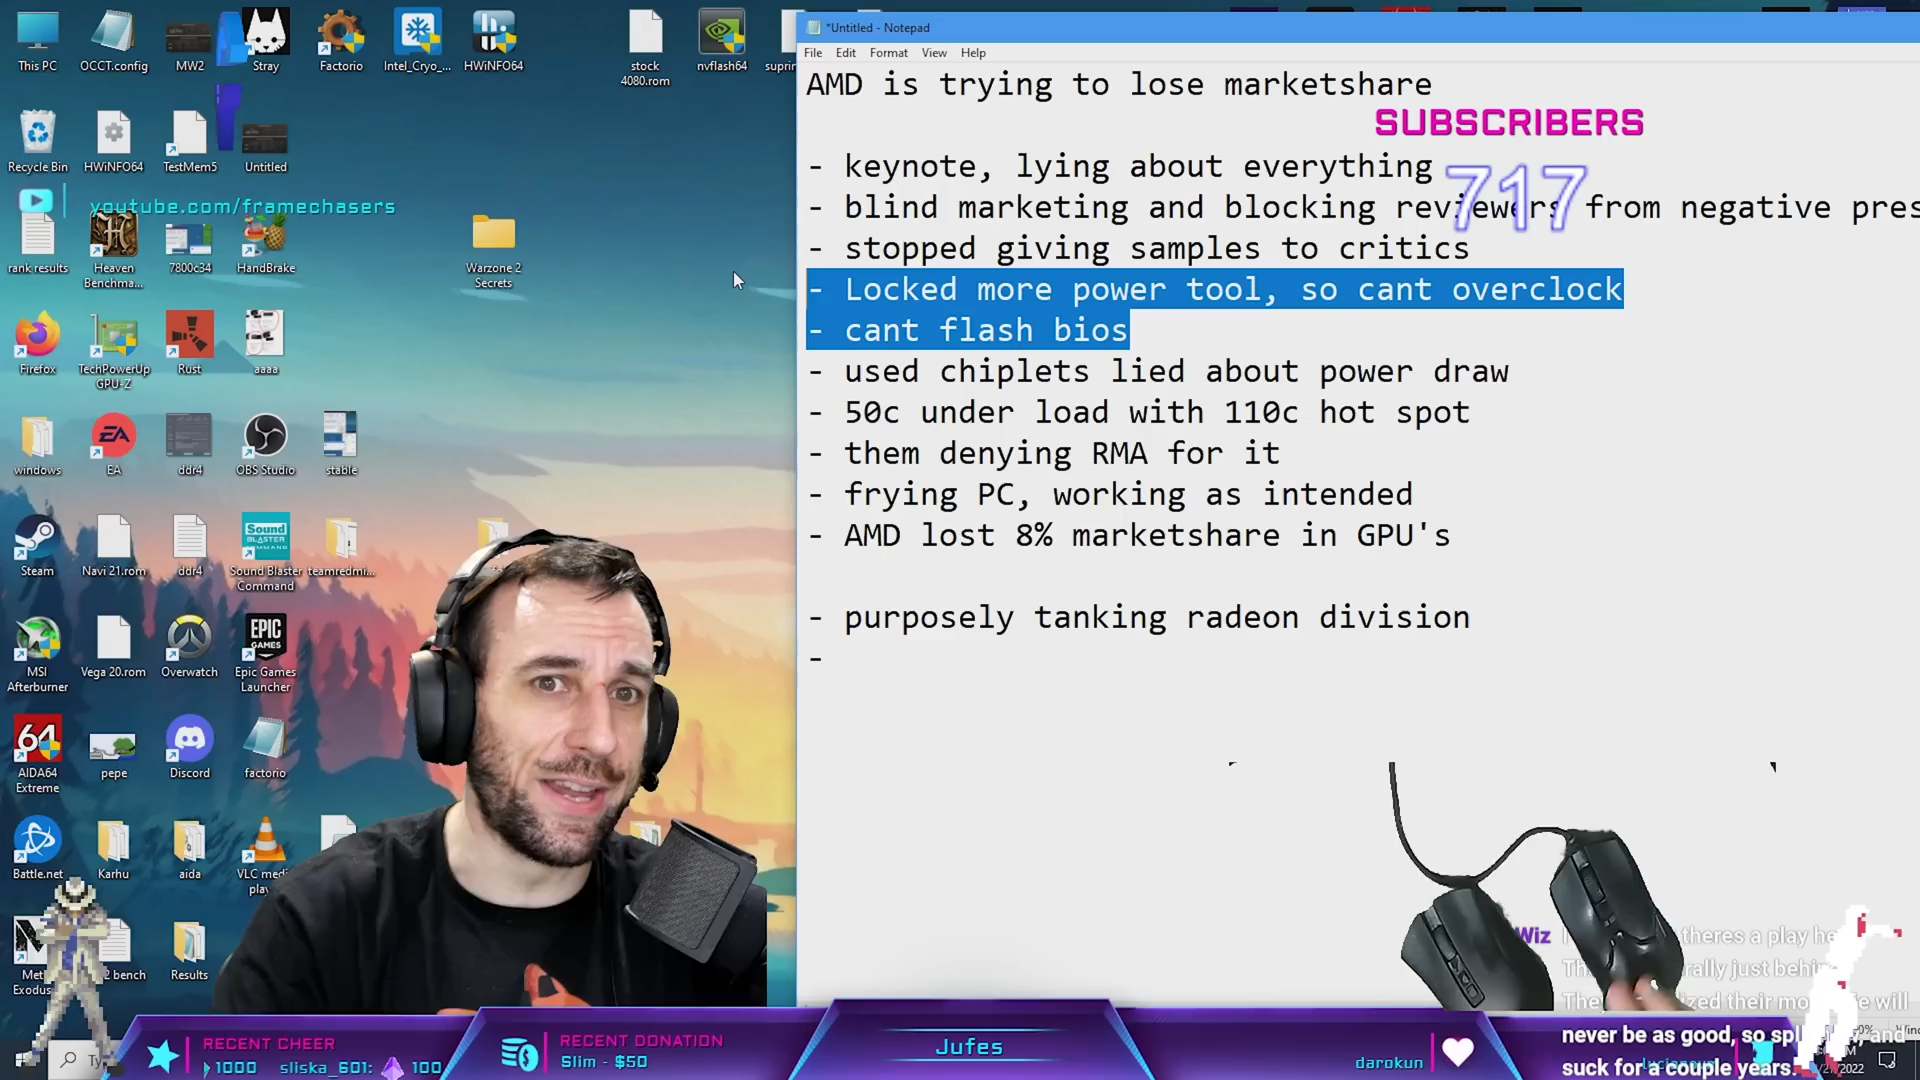 This PC
OCCT.config
MW2
Stray
Factorio
Intel_Cryo_...
HWiNFO64
stock
4080.rom
nvflash64
Recycle Bin
HWiNFO64
TestMem5
Untitled
youtube.com/framechasers
rank results
Heaven
Benchma...
7800c34
HandBrake
Warzone 2
Secrets
Firefox
TechPowerUp
GPU-Z
Rust
aaaa
windows
EA
ddr4
OBS Studio
stable
Steam
Navi 21.rom
ddr4
Sound Blaster
Command
teamredmi...
MSI
Afterburner
Vega 20.rom
Overwatch
Epic Games
Launcher
AIDA64
Extreme
pepe
Discord
factorio
Battle.net
Karhu
aida
Results
*Untitled - Notepad
File Edit Format View Help
AMD is trying to lose marketshare
SUBSCRIBERS
717
- keynote, lying about everything
- blind marketing and blocking reviewers from negative
- stopped giving samples to critics
- Locked more power tool, so cant overclock
- cant flash bios
- used chiplets lied about power draw
- 50c under load with 110c hot spot
- them denying RMA for it
- frying PC, working as intended
- AMD lost 8% marketshare in GPU's
- purposely tanking radeon division
-
theres a play
just
their
will
never be as good, so
and
suck for a couple years.
RECENT CHEER
1000 sliska_601: 100
RECENT DONATION
Slim - $50
Jufes
darokun